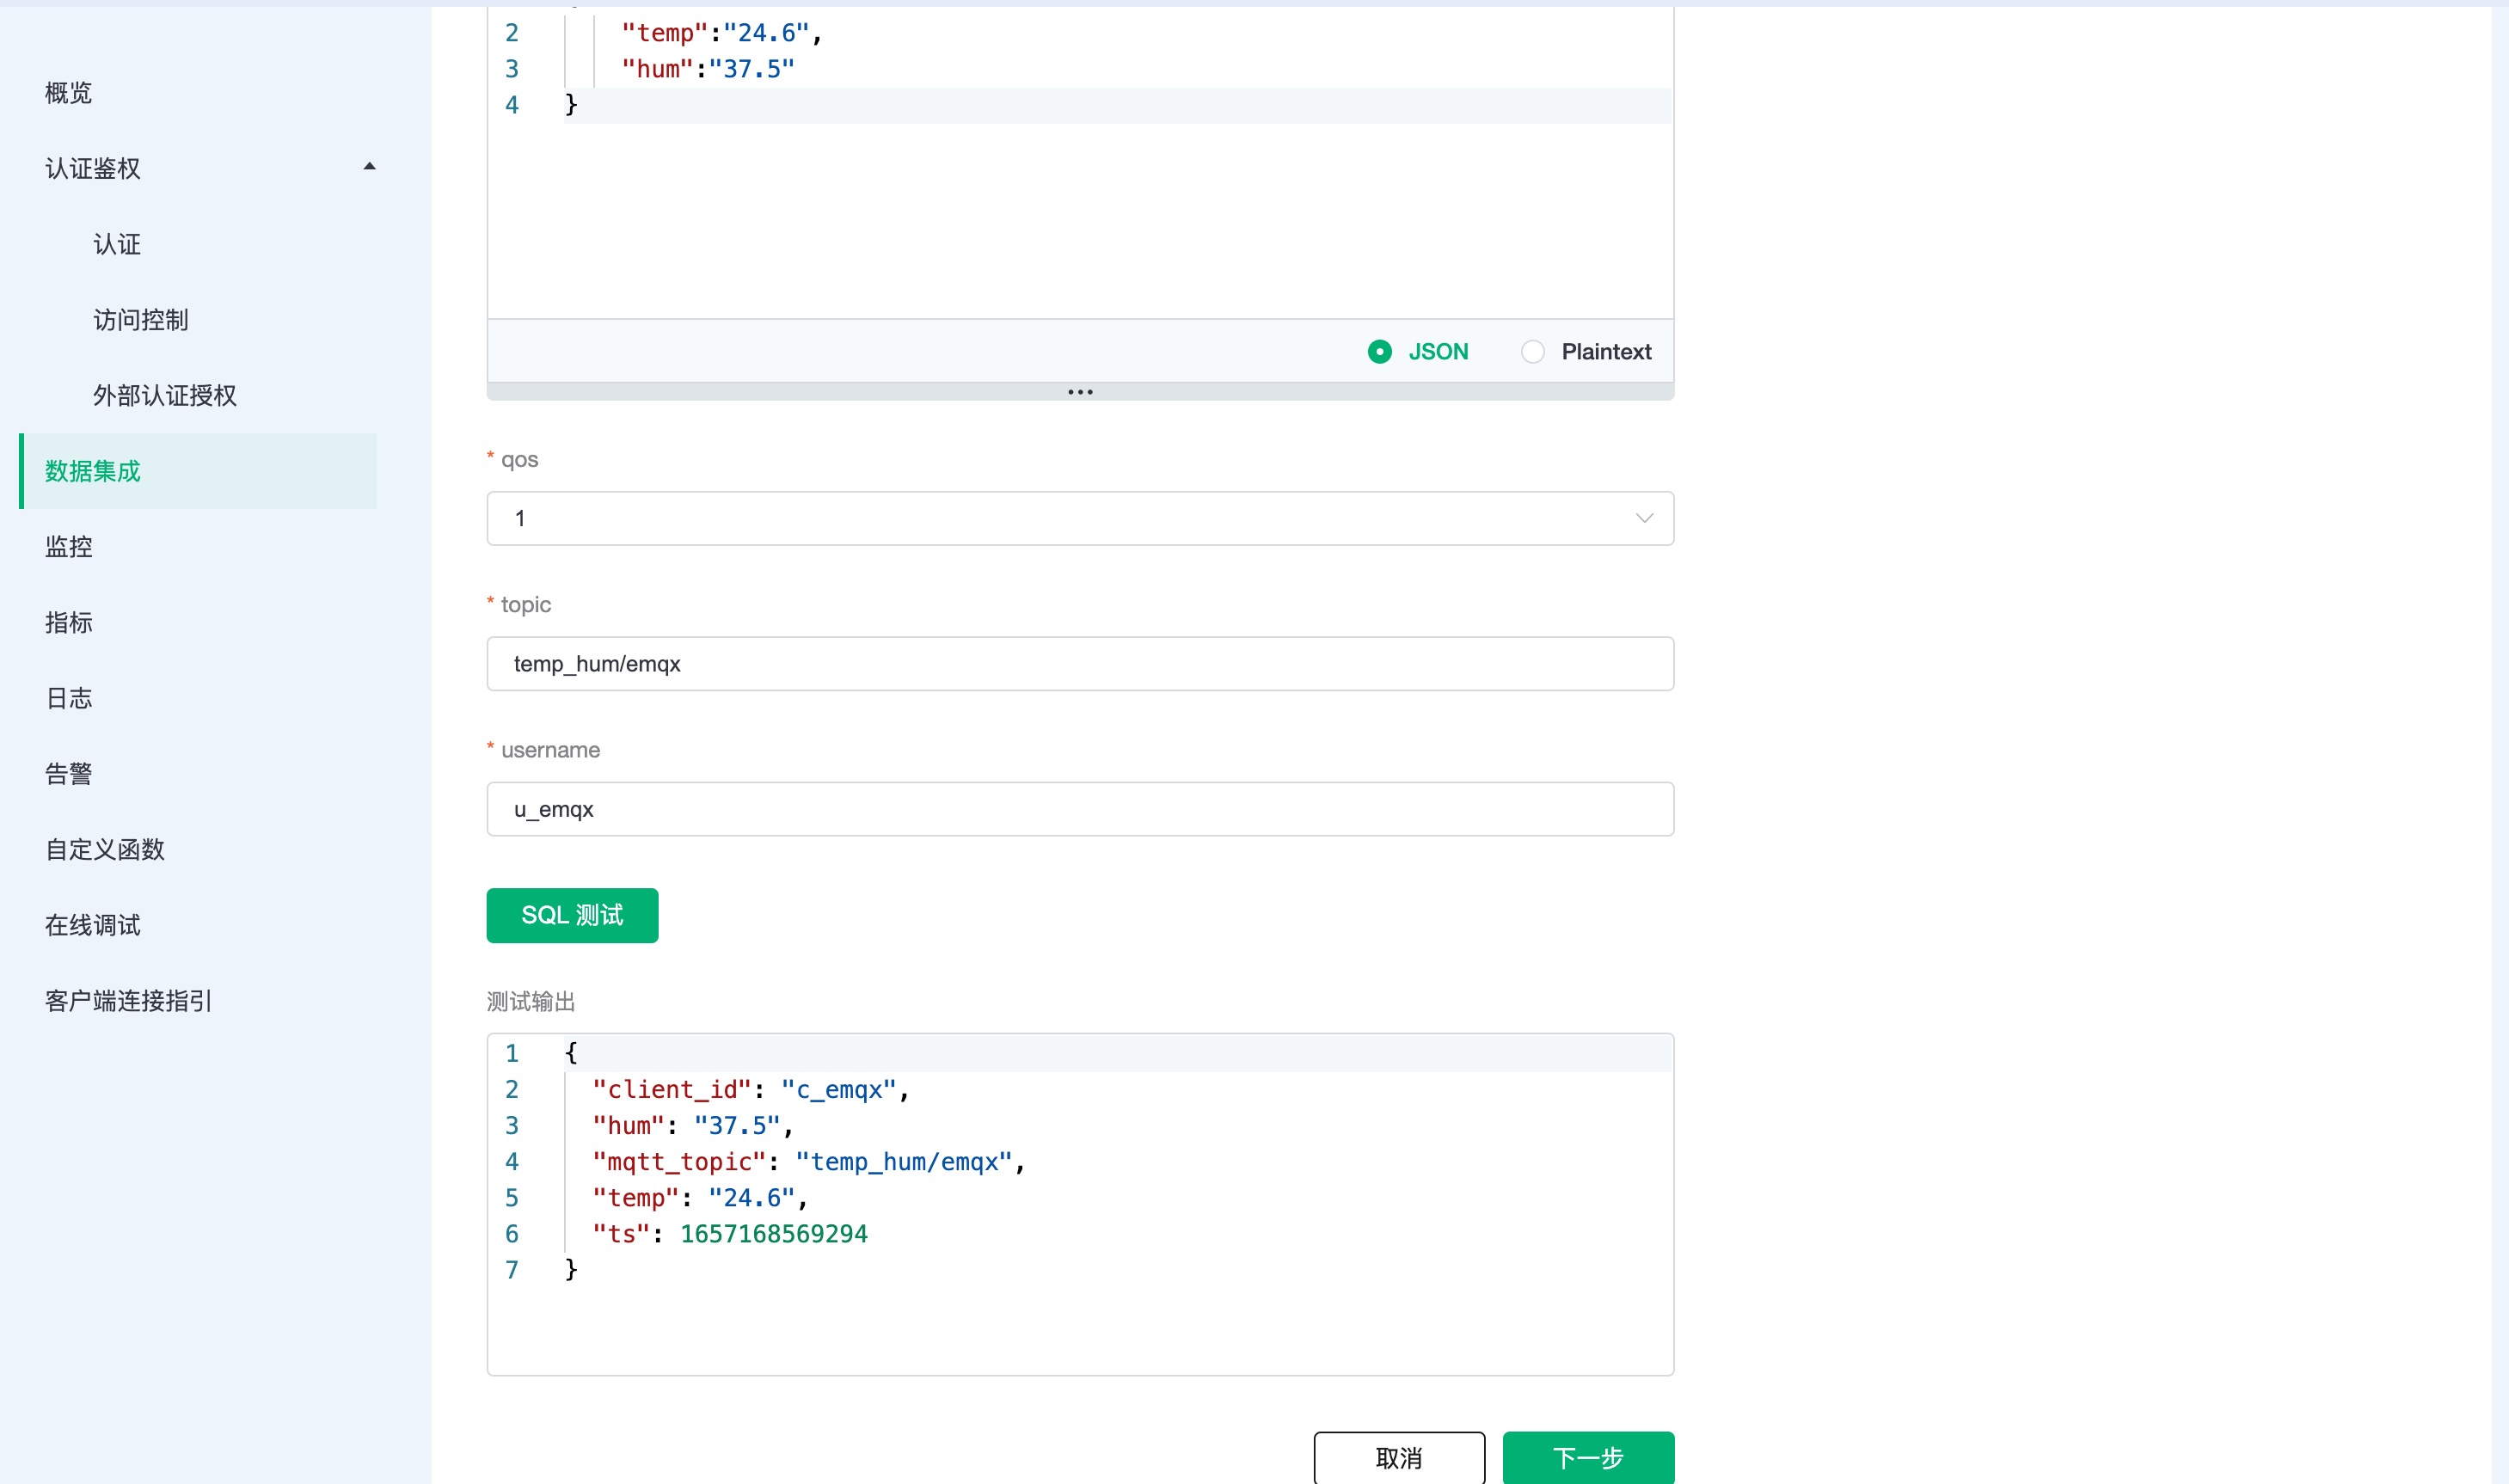 概览
认证鉴权
认证
访问控制
外部认证授权
数据集成
监控
指标
日志
告警
自定义函数
在线调试
客户端连接指引
2 "temp":"24.6",
3 "hum":"37.5"
4 }
JSON Plaintext
* qos
1
* topic
temp_hum/emqx
* username
u_emqx
SQL 测试
测试输出
1 {
2 "client_id": "c_emqx",
3 "hum": "37.5",
4 "mqtt_topic": "temp_hum/emqx",
5 "temp": "24.6",
6 "ts": 1657168569294
7 }
取消 下一步